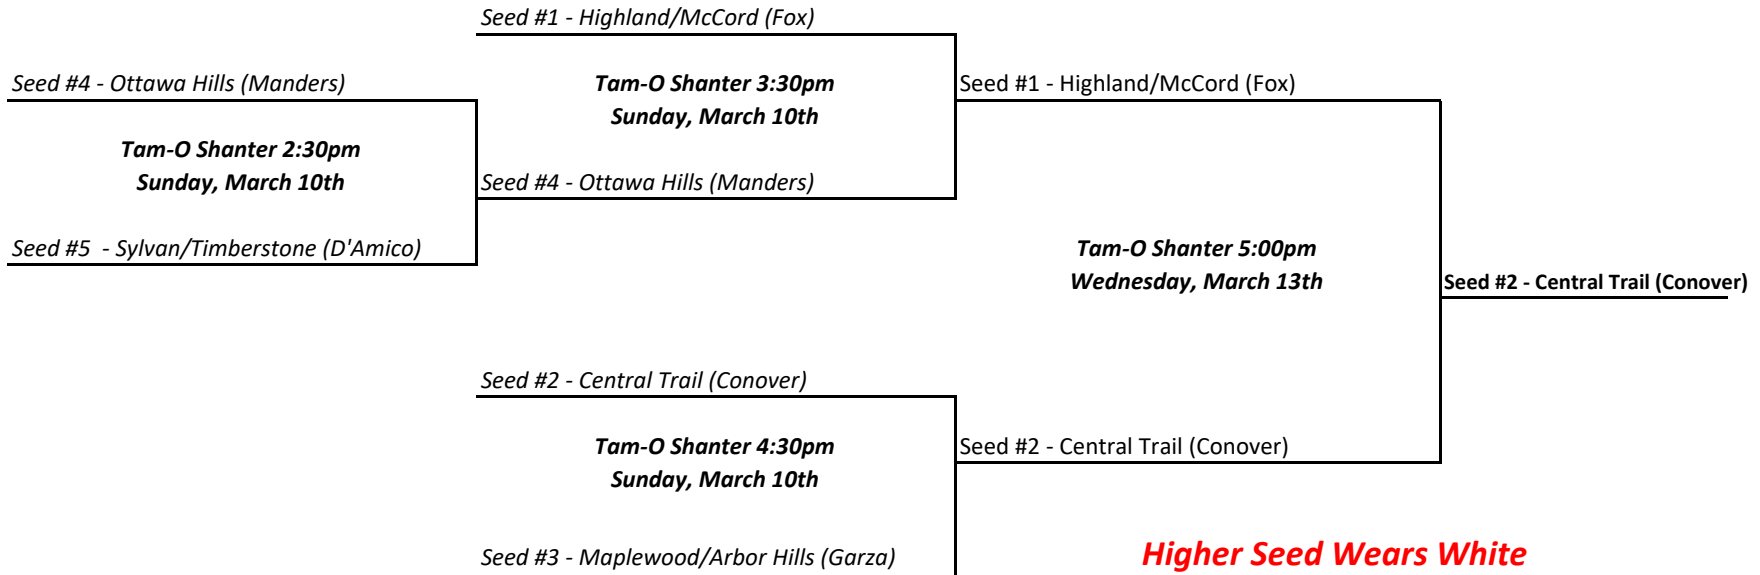 Seed #1 - Highland/McCord (Fox)
Seed #4 - Ottawa Hills (Manders)
Tam-O Shanter 3:30pm
Sunday, March 10th
Seed #1 - Highland/McCord (Fox)
Tam-O Shanter 2:30pm
Sunday, March 10th
Seed #4 - Ottawa Hills (Manders)
Seed #5  - Sylvan/Timberstone (D'Amico)
Tam-O Shanter 5:00pm
Wednesday, March 13th
Seed #2 - Central Trail (Conover)
Seed #2 - Central Trail (Conover)
Tam-O Shanter 4:30pm
Sunday, March 10th
Seed #2 - Central Trail (Conover)
Seed #3 - Maplewood/Arbor Hills (Garza)
Higher Seed Wears White